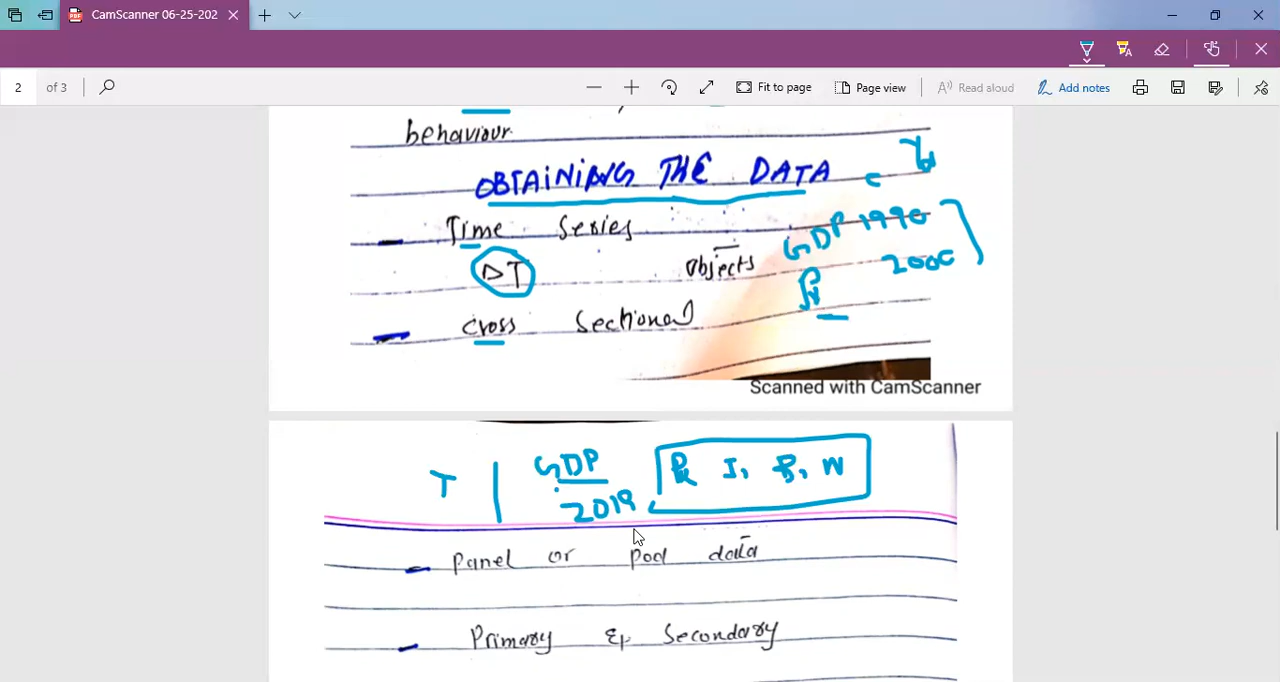 CamScanner 06-25-202
2 of 3
Fit to page
Page view
Read aloud
Add notes
behaviour.
OBTAINING THE DATA
- Time Series
GDP 1990
DT objects
2000
- Cross Sectional
Scanned with CamScanner
T | GDP I, W
2019
- Panel or pool data
- Primary & Secondary